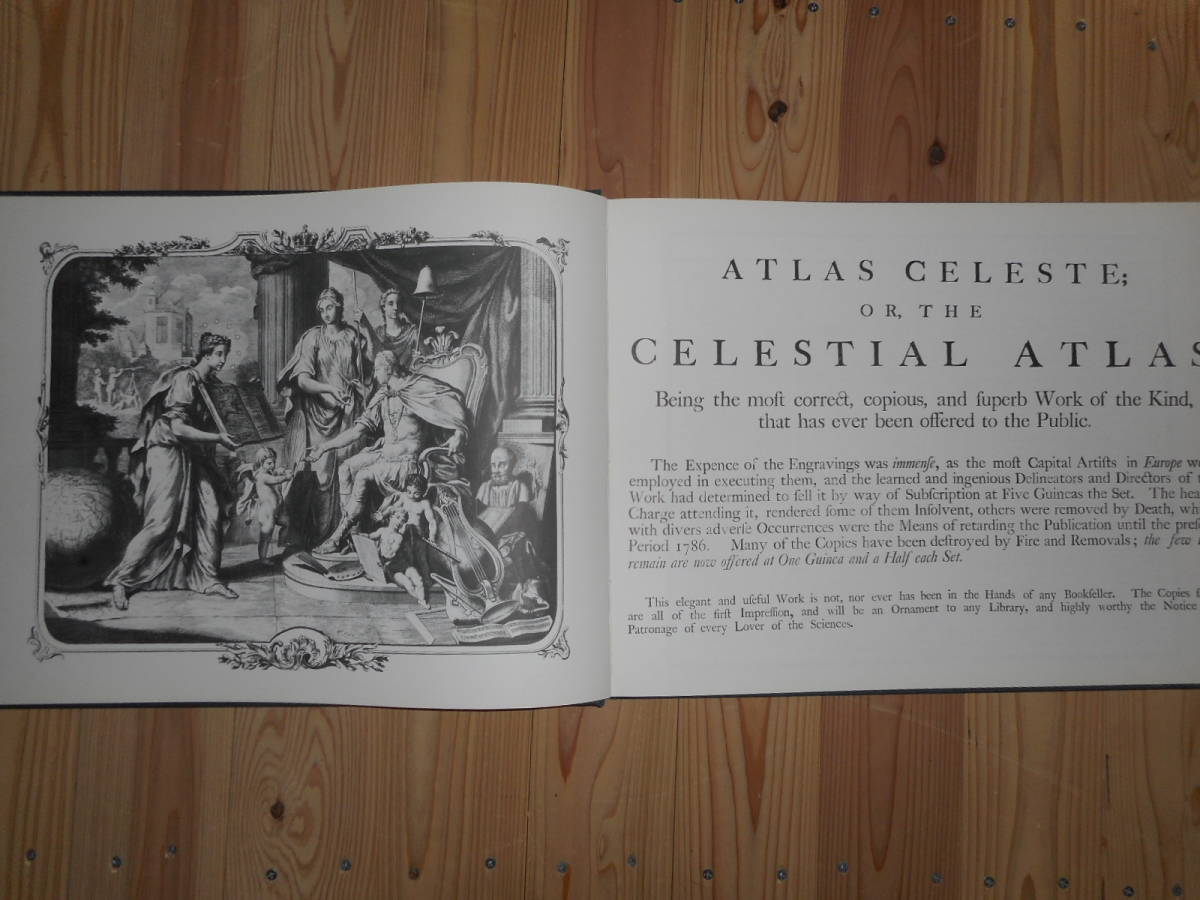 ATLAS CELESTE;
OR, THE
CELESTIAL ATLAS
Being the moſt correct, copious, and ſuperb Work of the Kind,
that has ever been offered to the Public.
The Expence of the Engravings was immenſe, as the moſt Capital Artiſts in Europe
employed in executing them, and the learned and ingenious Delineators and Directors of
Work had determined to ſell it by way of Subſcription at Five Guineas the Set. The
Charge attending it, rendered ſome of them Inſolvent, others were removed by Death,
with divers adverſe Occurrences were the Means of retarding the Publication until the
Period 1786. Many of the Copies have been deſtroyed by Fire and Removals; the few
remain are now offered at One Guinea and a Half each Set.
This elegant and uſeful Work is not, nor ever has been in the Hands of any Bookſeller. The Copies
are all of the firſt Impreſſion, and will be an Ornament to any Library, and highly worthy the Notice
Patronage of every Lover of the Sciences.